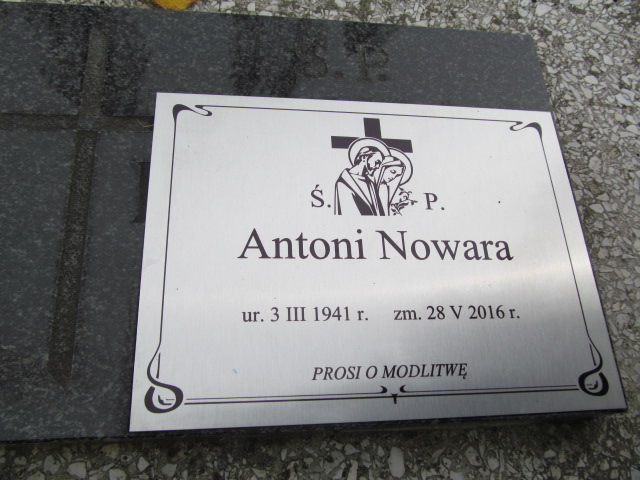 Ś. P.
Ś. P.
Antoni Nowara
ur. 3 III 1941 r. zm. 28 V 2016 r.
PROSI O MODLITWĘ